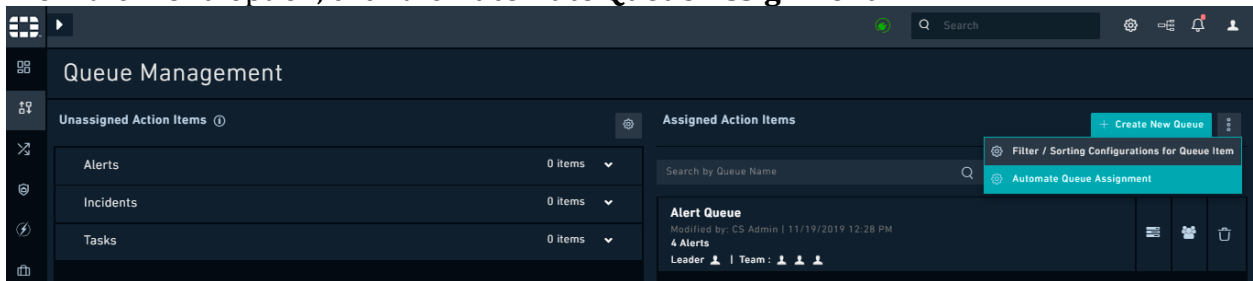 Search
Queue Management
Unassigned Action Items
Assigned Action Items
+ Create New Queue
Filter / Sorting Configurations for Queue Item
Automate Queue Assignment
Search by Queue Name
Alerts 0 items
Incidents 0 items
Tasks 0 items
Alert Queue
Modified by: CS Admin | 11/19/2019 12:28 PM
4 Alerts
Leader | Team :